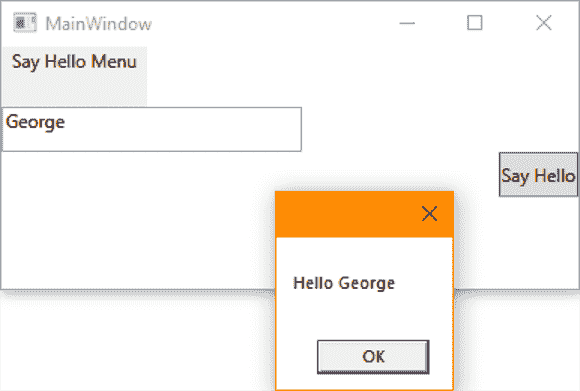 MainWindow
Say Hello Menu
George
Say Hello
Hello George
OK